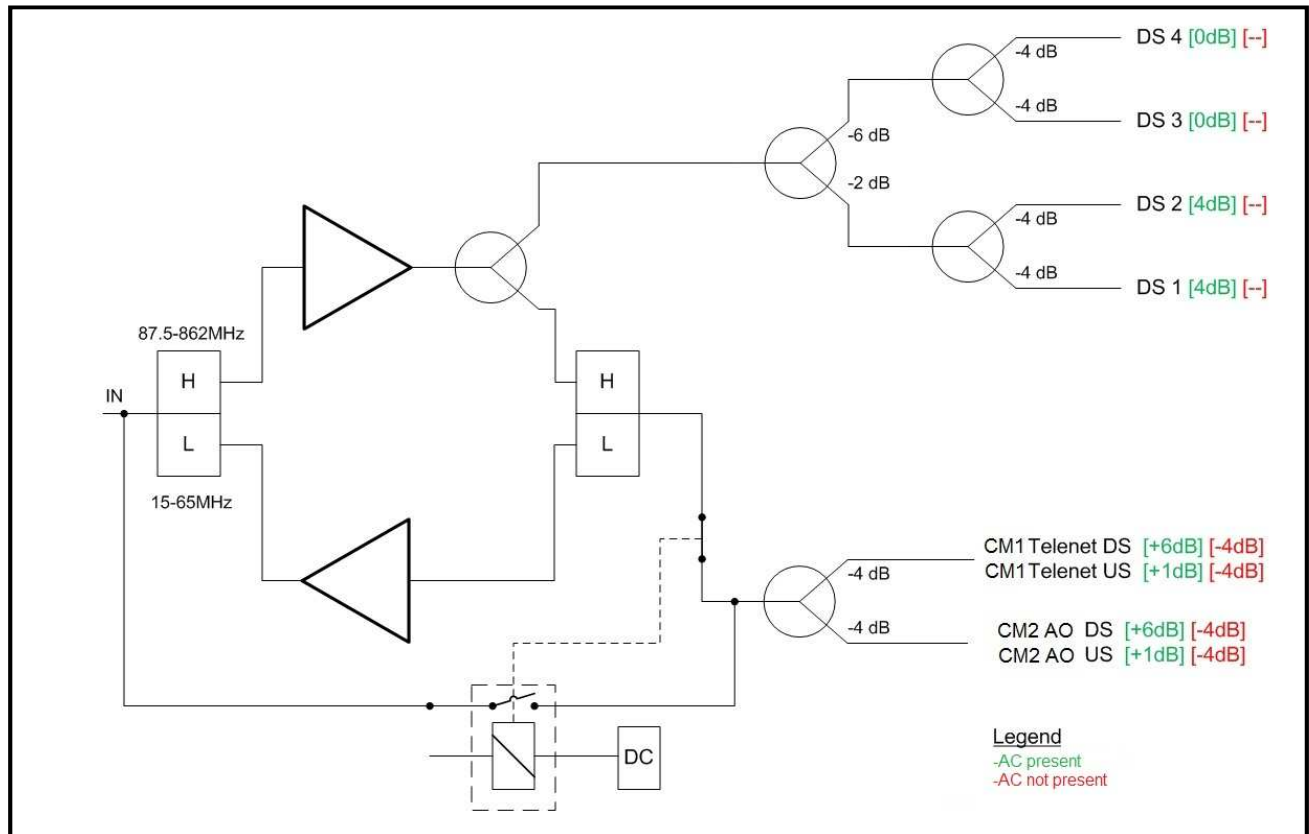 DS 4 [0dB] [--]
-4 dB
-4 dB
DS 3 [0dB] [--]
-6 dB
-2 dB
-4 dB
DS 2 [4dB] [--]
-4 dB
DS 1 [4dB] [--]
87.5-862MHz
H
H
IN
L
L
15-65MHz
CM1 Telenet DS [+6dB] [-4dB]
-4 dB
CM1 Telenet US [+1dB] [-4dB]
-4 dB
CM2 AO DS [+6dB] [-4dB]
CM2 AO US [+1dB] [-4dB]
DC
Legend
-AC present
-AC not present